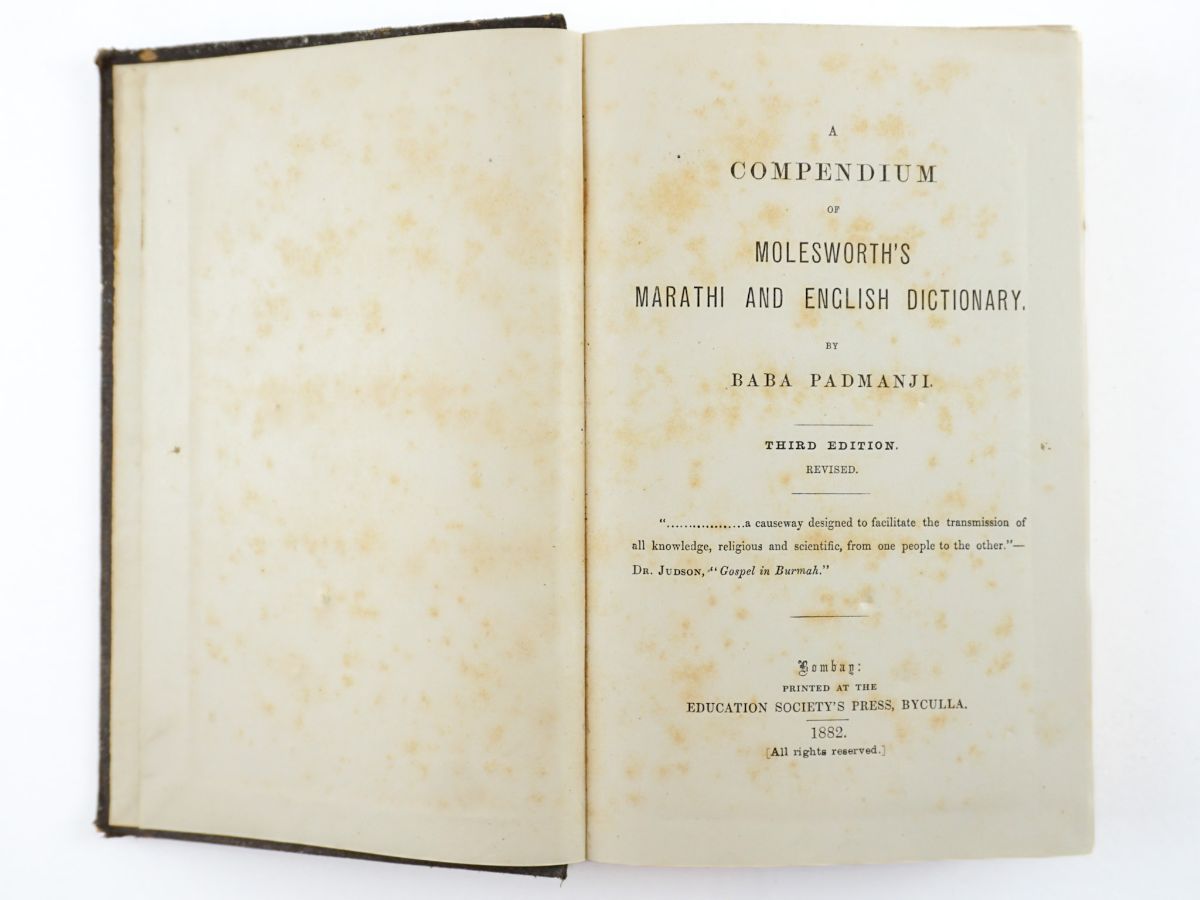 A
COMPENDIUM
OF
MOLESWORTH'S
MARATHI AND ENGLISH DICTIONARY.
BY
BABA PADMANJI.
THIRD EDITION.
REVISED.
"..................a causeway designed to facilitate the transmission of
all knowledge, religious and scientific, from one people to the other."—
DR. JUDSON, "Gospel in Burmah."
Bombay:
PRINTED AT THE
EDUCATION SOCIETY'S PRESS, BYCULLA.
1882.
[All rights reserved.]